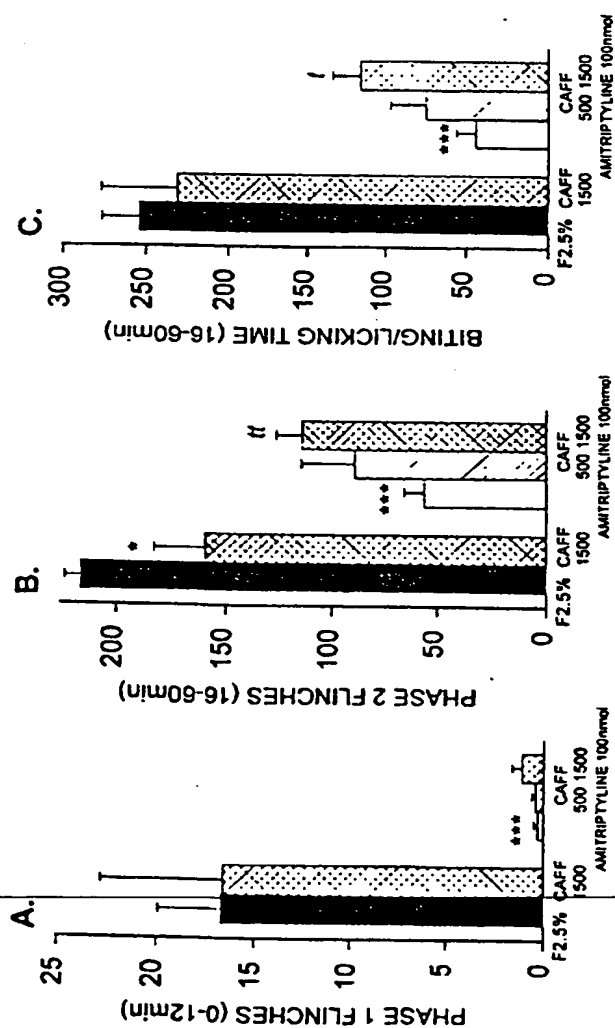 A.
PHASE 1 FLINCHES (0-12min)
25
20
15
10
5
0
***
F2.5% CAFF CAFF
1500 500 1500
AMITRIPTYLINE 100nmol
B.
PHASE 2 FLINCHES (16-60min)
200
150
100
50
0
*
***
tt
F2.5% CAFF CAFF
1500 500 1500
AMITRIPTYLINE 100nmol
C.
BITING/LICKING TIME (16-60min)
300
250
200
150
100
50
0
***
t
F2.5% CAFF CAFF
1500 500 1500
AMITRIPTYLINE 100nmol